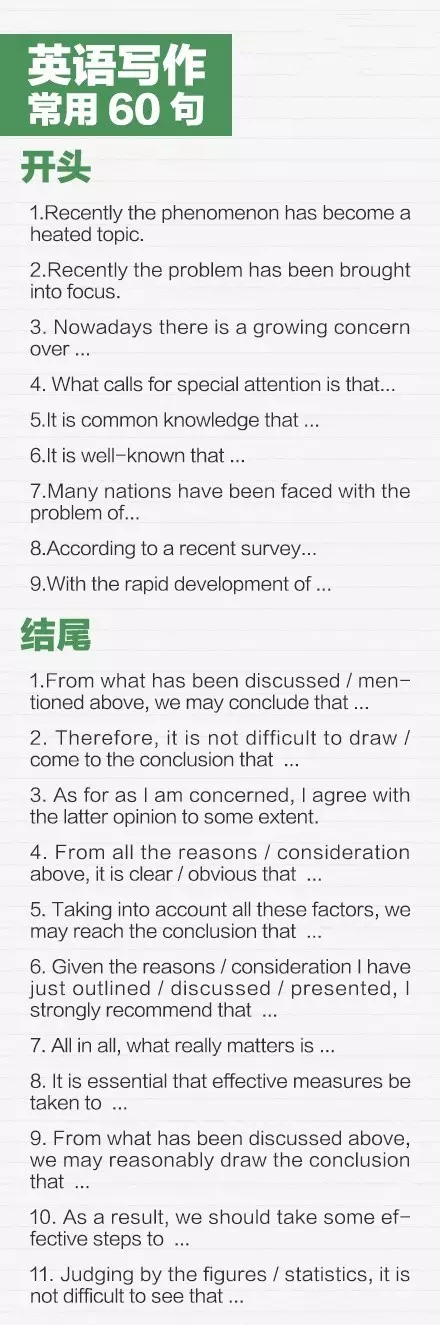 英语写作
常用 60 句
开头
1.Recently the phenomenon has become a
heated topic.
2.Recently the problem has been brought
into focus.
3. Nowadays there is a growing concern
over ...
4. What calls for special attention is that...
5.It is common knowledge that ...
6.It is well-known that ...
7.Many nations have been faced with the
problem of...
8.According to a recent survey...
9.With the rapid development of ...
结尾
1.From what has been discussed / men-
tioned above, we may conclude that ...
2. Therefore, it is not difficult to draw /
come to the conclusion that ...
3. As for as I am concerned, I agree with
the latter opinion to some extent.
4. From all the reasons / consideration
above, it is clear / obvious that ...
5. Taking into account all these factors, we
may reach the conclusion that ...
6. Given the reasons / consideration I have
just outlined / discussed / presented, I
strongly recommend that ...
7. All in all, what really matters is ...
8. It is essential that effective measures be
taken to ...
9. From what has been discussed above,
we may reasonably draw the conclusion
that ...
10. As a result, we should take some ef-
fective steps to ...
11. Judging by the figures / statistics, it is
not difficult to see that ...